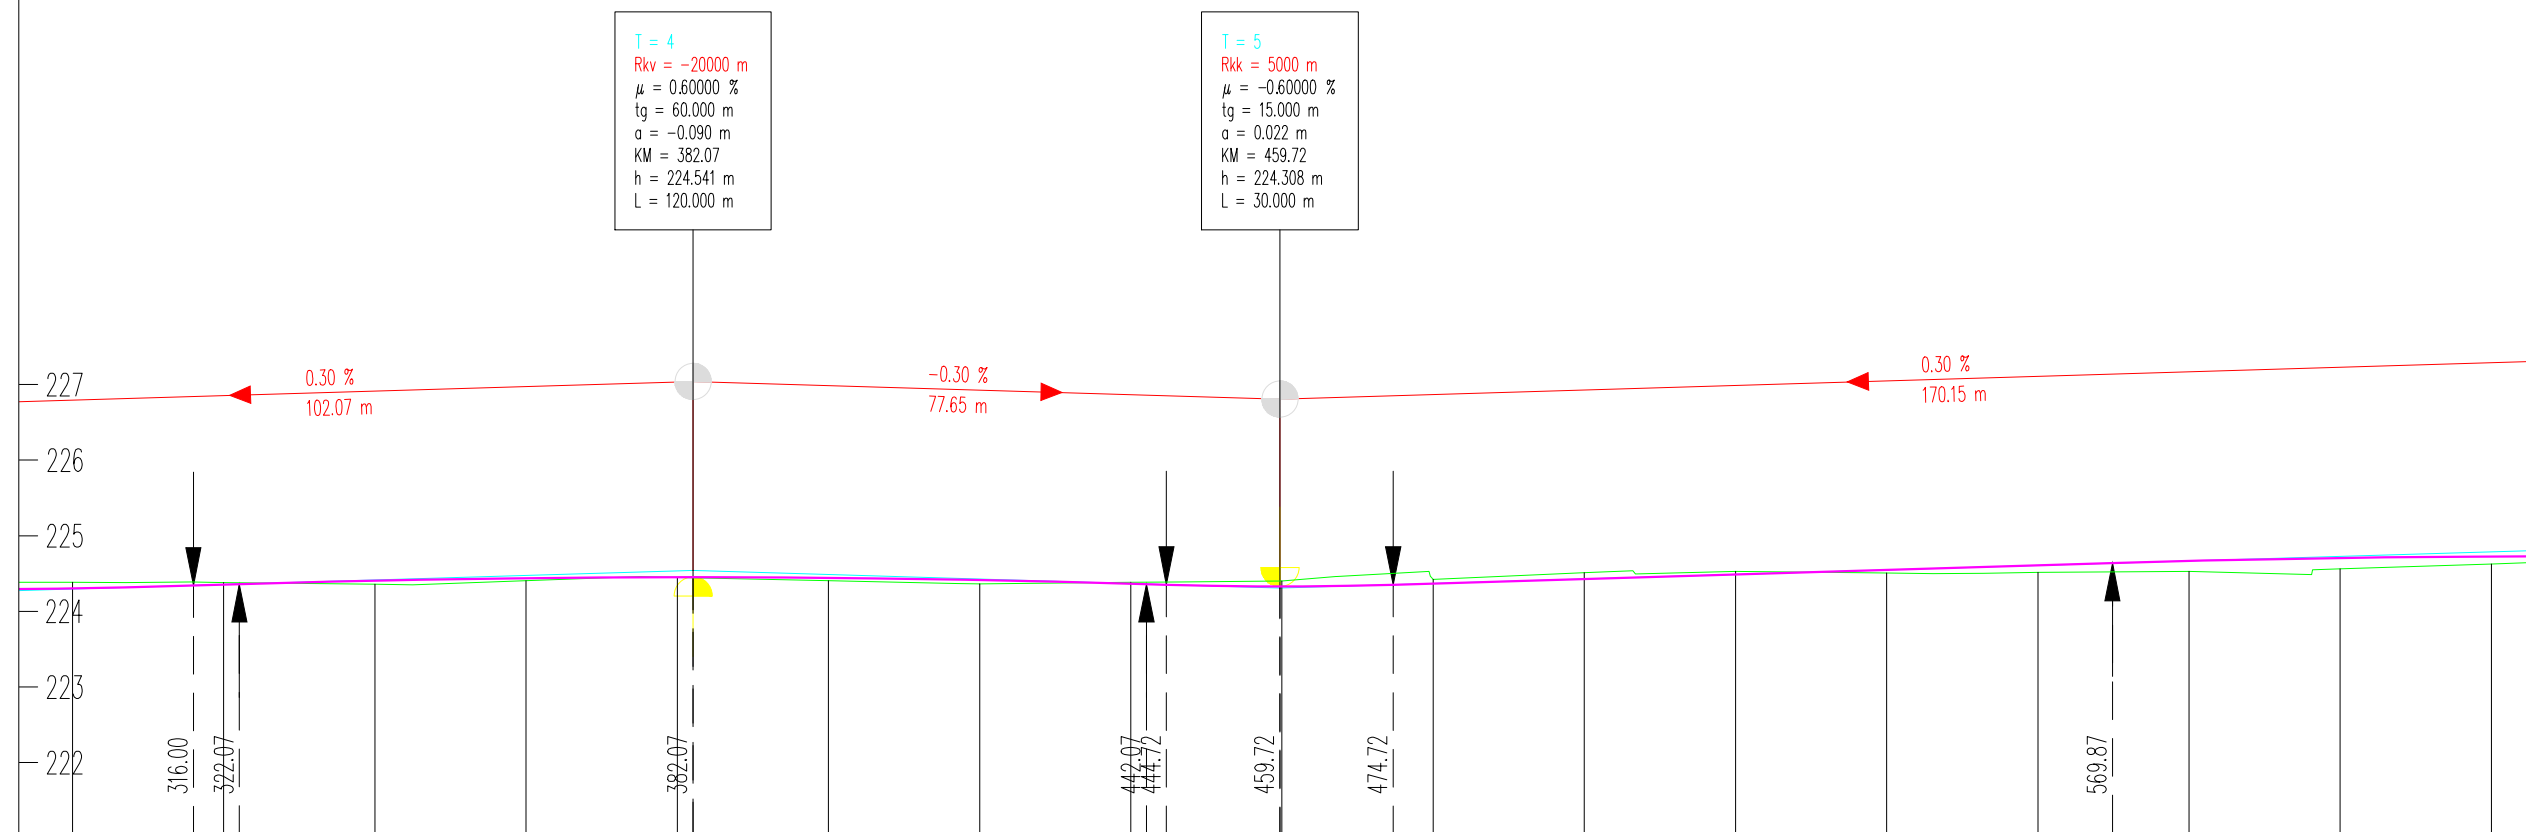 T = 4
Rkv = -20000 m
μ = 0.60000 %
tg = 60.000 m
a = -0.090 m
KM = 382.07
h = 224.541 m
L = 120.000 m
T = 5
Rkk = 5000 m
μ = -0.60000 %
tg = 15.000 m
a = 0.022 m
KM = 459.72
h = 224.308 m
L = 30.000 m
0.30 %
102.07 m
-0.30 %
77.65 m
0.30 %
170.15 m
227
226
225
224
223
222
316.00
322.07
382.07
442.07
444.72
459.72
474.72
569.87